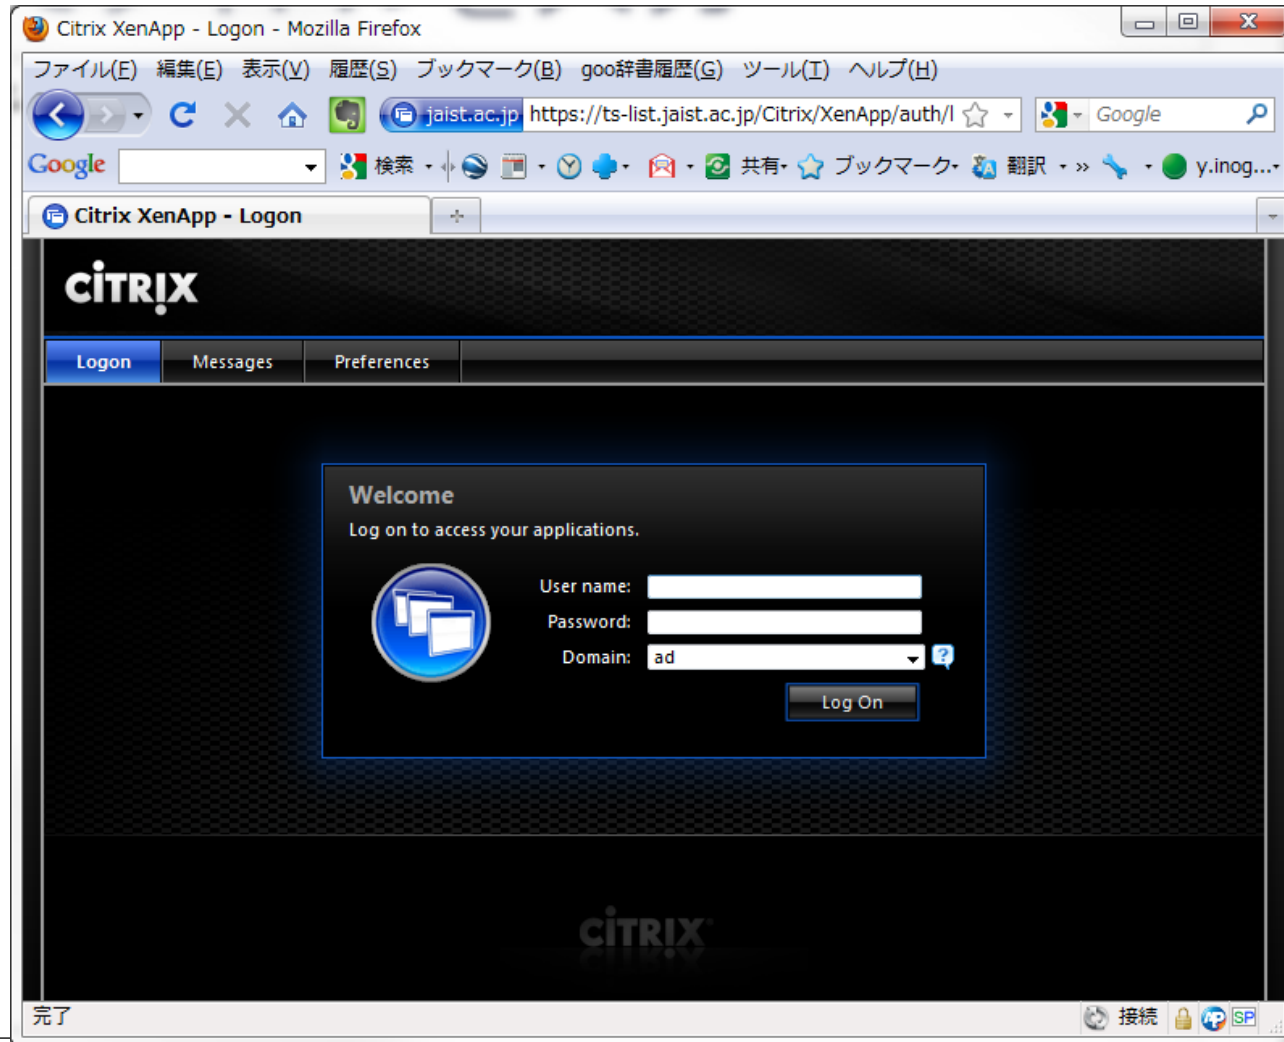 Citrix XenApp - Logon - Mozilla Firefox
ファイル(F) 編集(E) 表示(V) 履歴(S) ブックマーク(B) goo辞書履歴(G) ツール(T) ヘルプ(H)
jaist.ac.jp https://ts-list.jaist.ac.jp/Citrix/XenApp/auth/l Google
Google 検索 共有 ブックマーク 翻訳 » y.inog...
Citrix XenApp - Logon
CITRIX
Logon Messages Preferences
Welcome
Log on to access your applications.
User name:
Password:
Domain: ad
Log On
CITRIX
完了 接続 SP